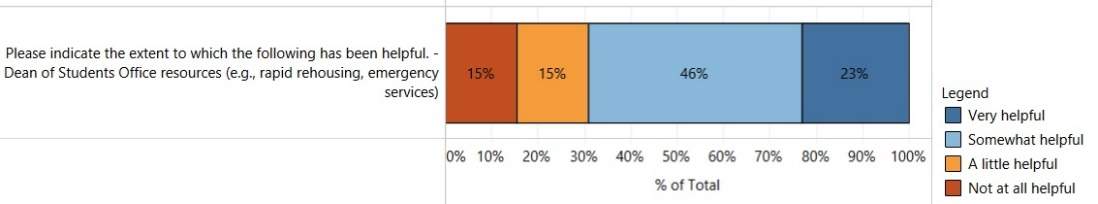 Please indicate the extent to which the following has been helpful. -
Dean of Students Office resources (e.g., rapid rehousing, emergency
services)
15% 15% 46% 23%
0% 10% 20% 30% 40% 50% 60% 70% 80% 90% 100%
% of Total
Legend
Very helpful
Somewhat helpful
A little helpful
Not at all helpful